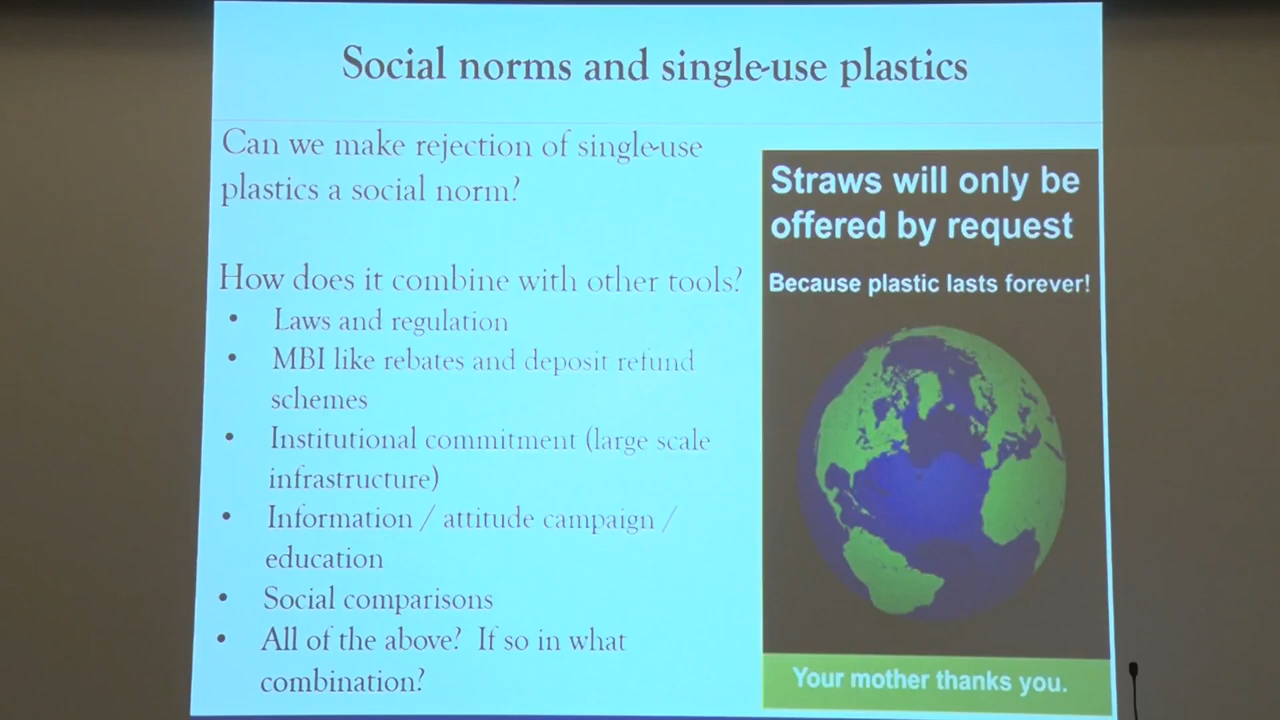 Social norms and single-use plastics
Can we make rejection of single-use
plastics a social norm?
How does it combine with other tools?
• Laws and regulation
• MBI like rebates and deposit refund
schemes
• Institutional commitment (large scale
infrastructure)
• Information / attitude campaign /
education
• Social comparisons
• All of the above? If so in what
combination?
Straws will only be
offered by request
Because plastic lasts forever!
Your mother thanks you.